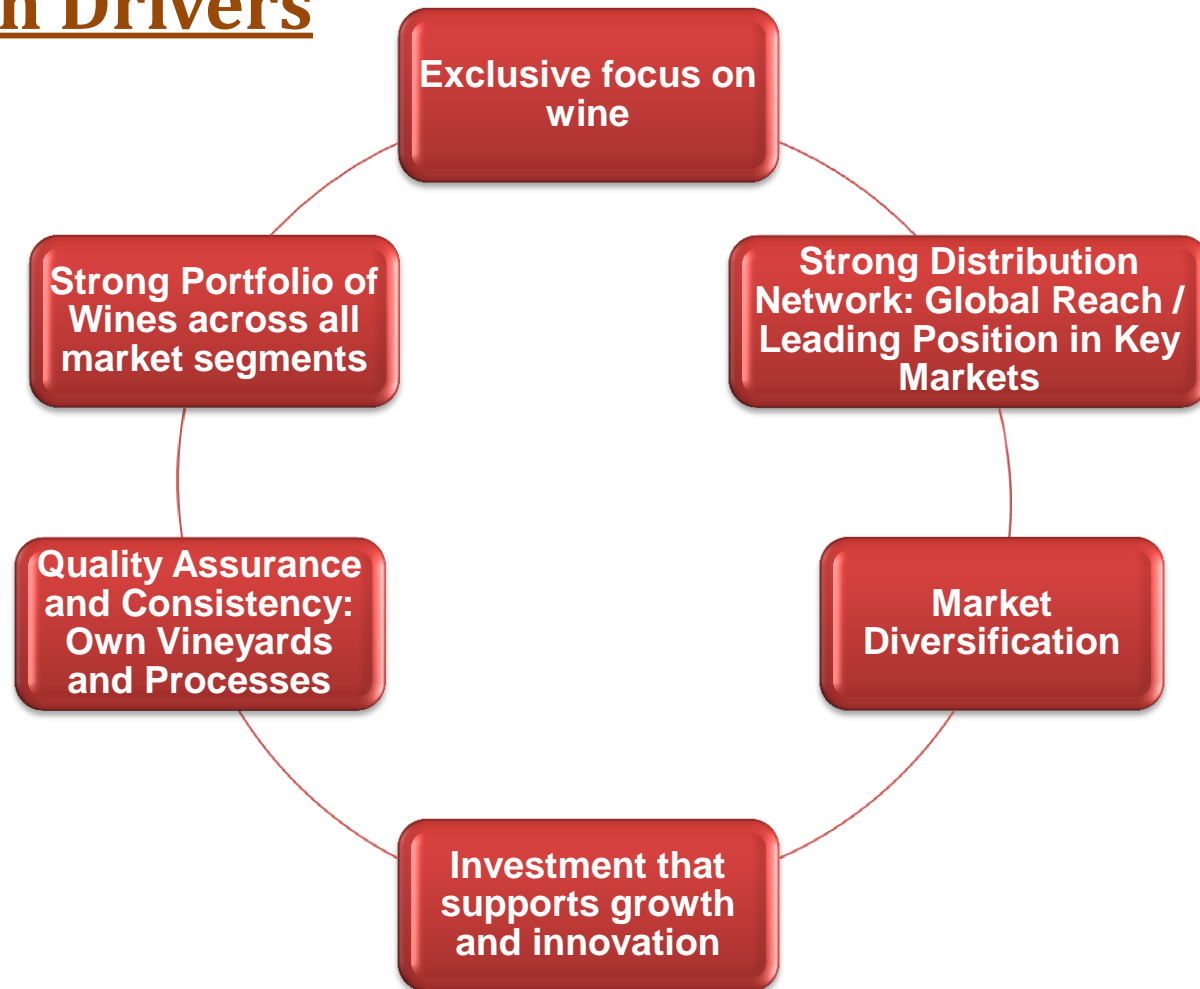 Drivers
Exclusive focus on
wine
Strong Distribution
Network: Global Reach /
Leading Position in Key
Markets
Market
Diversification
Investment that
supports growth
and innovation
Quality Assurance
and Consistency:
Own Vineyards
and Processes
Strong Portfolio of
Wines across all
market segments